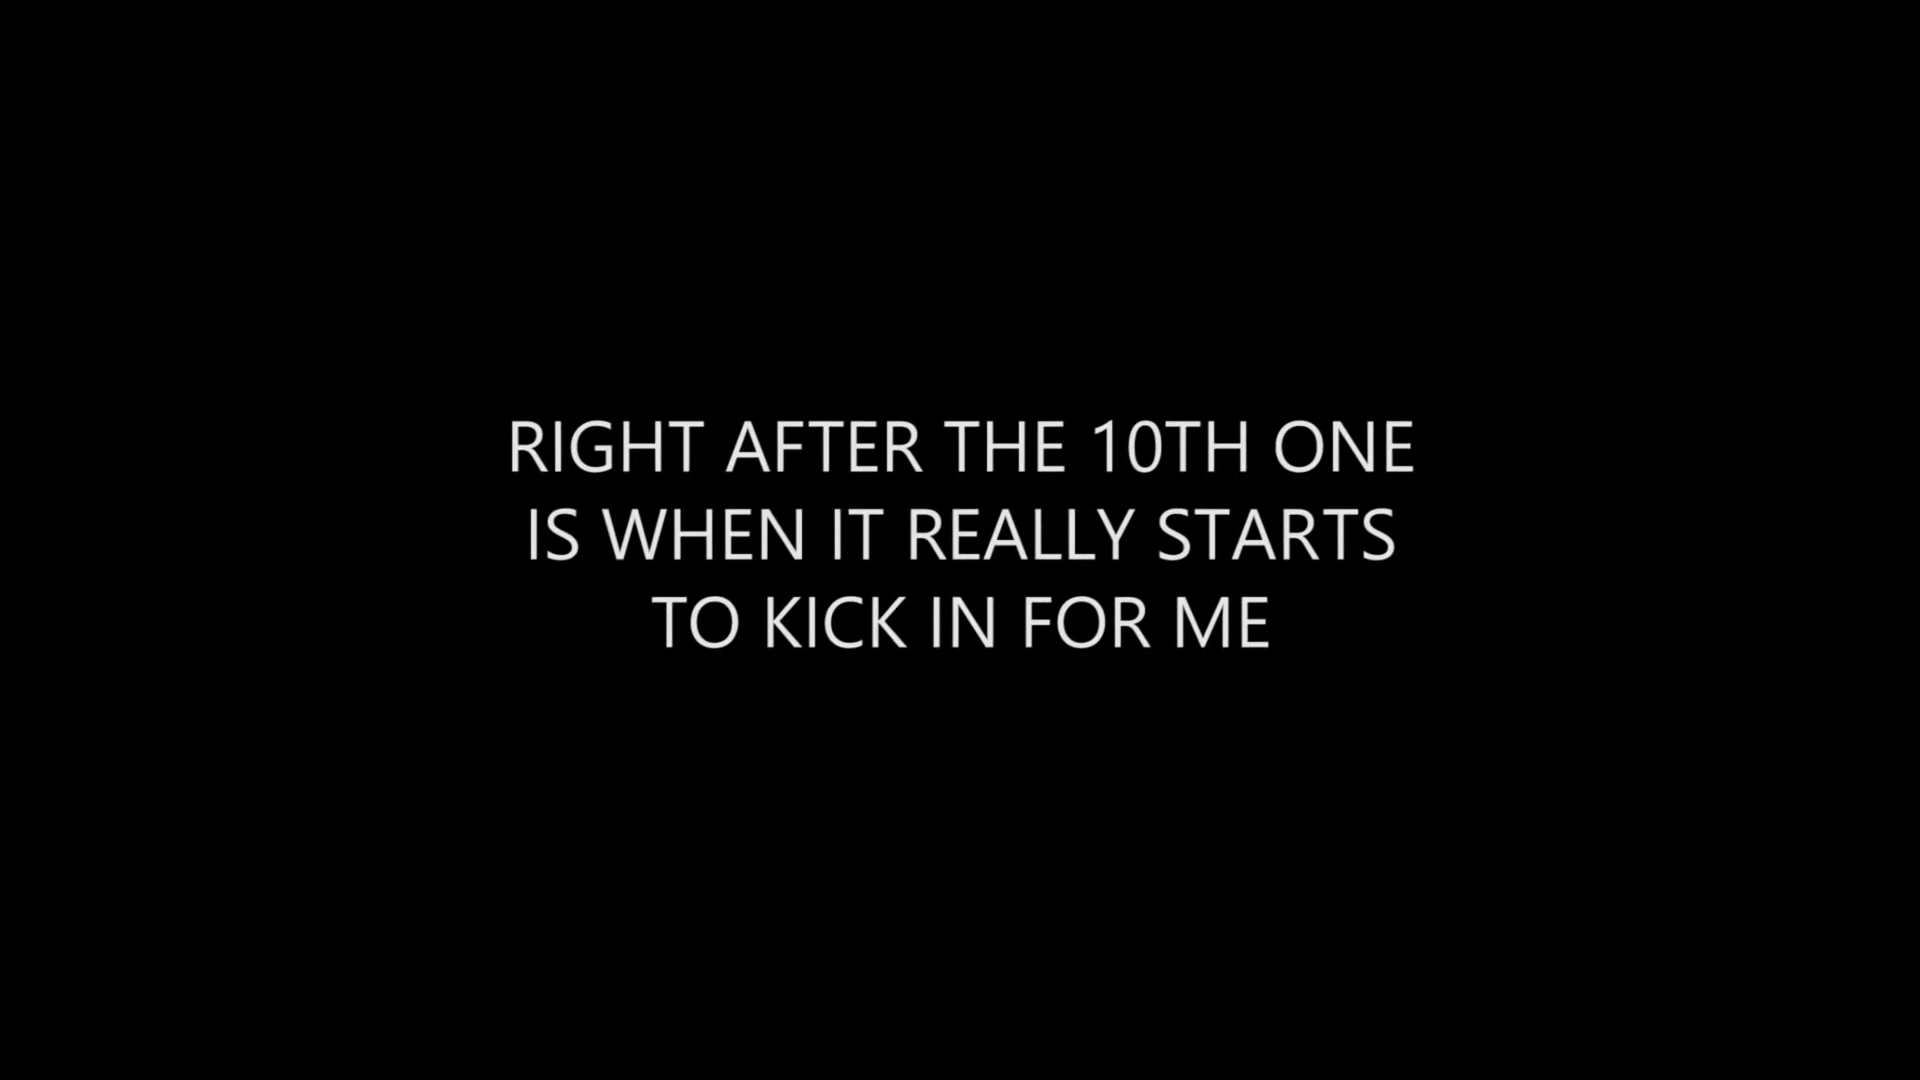 RIGHT AFTER THE 10TH ONE
IS WHEN IT REALLY STARTS
TO KICK IN FOR ME